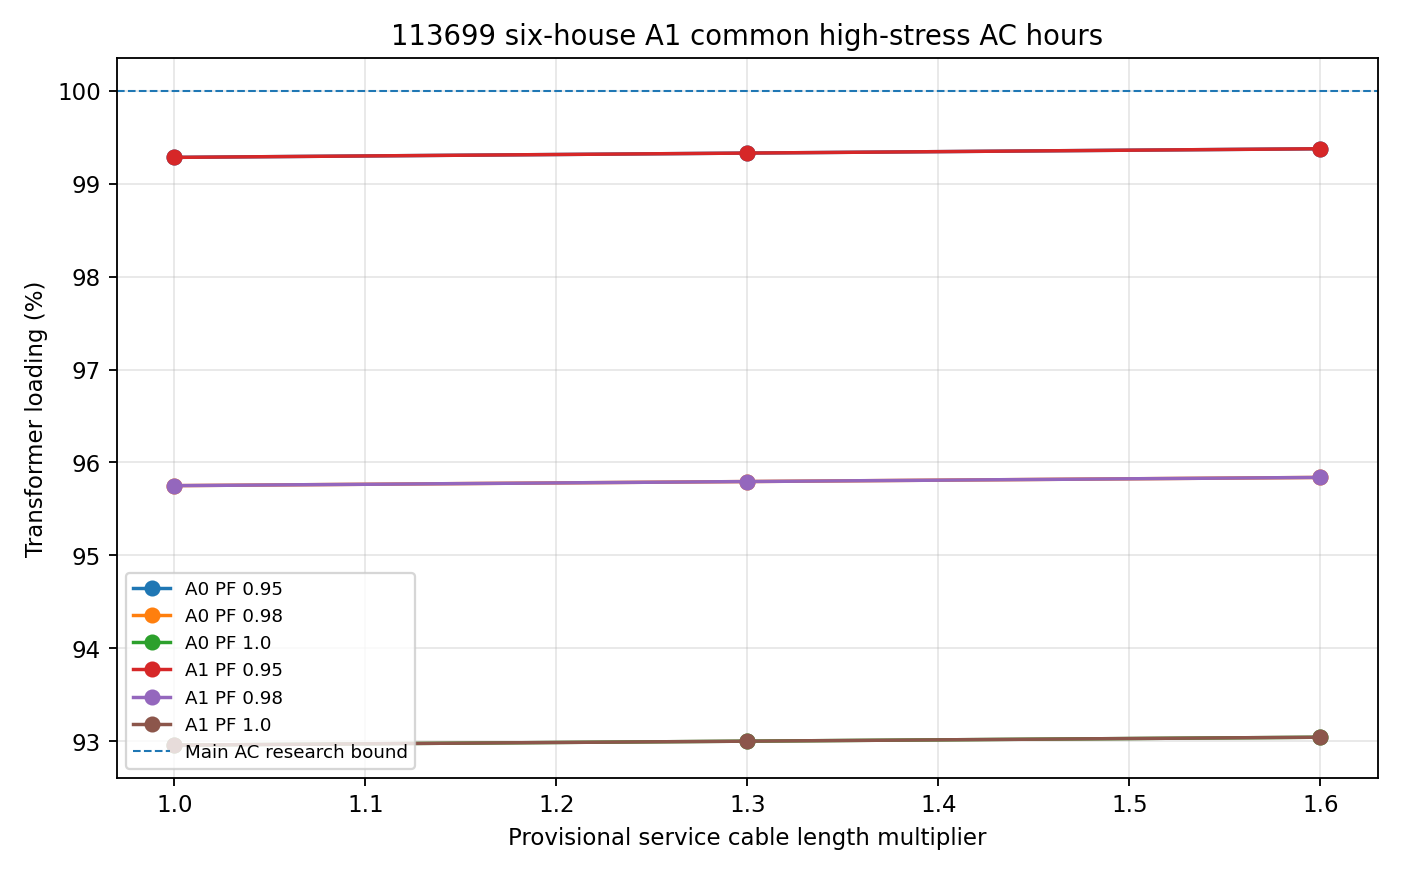 113699 six-house A1 common high-stress AC hours
Transformer loading (%)
100
99
98
97
96
95
94
93
A0 PF 0.95
A0 PF 0.98
A0 PF 1.0
A1 PF 0.95
A1 PF 0.98
A1 PF 1.0
Main AC research bound
1.0 1.1 1.2 1.3 1.4 1.5 1.6
Provisional service cable length multiplier